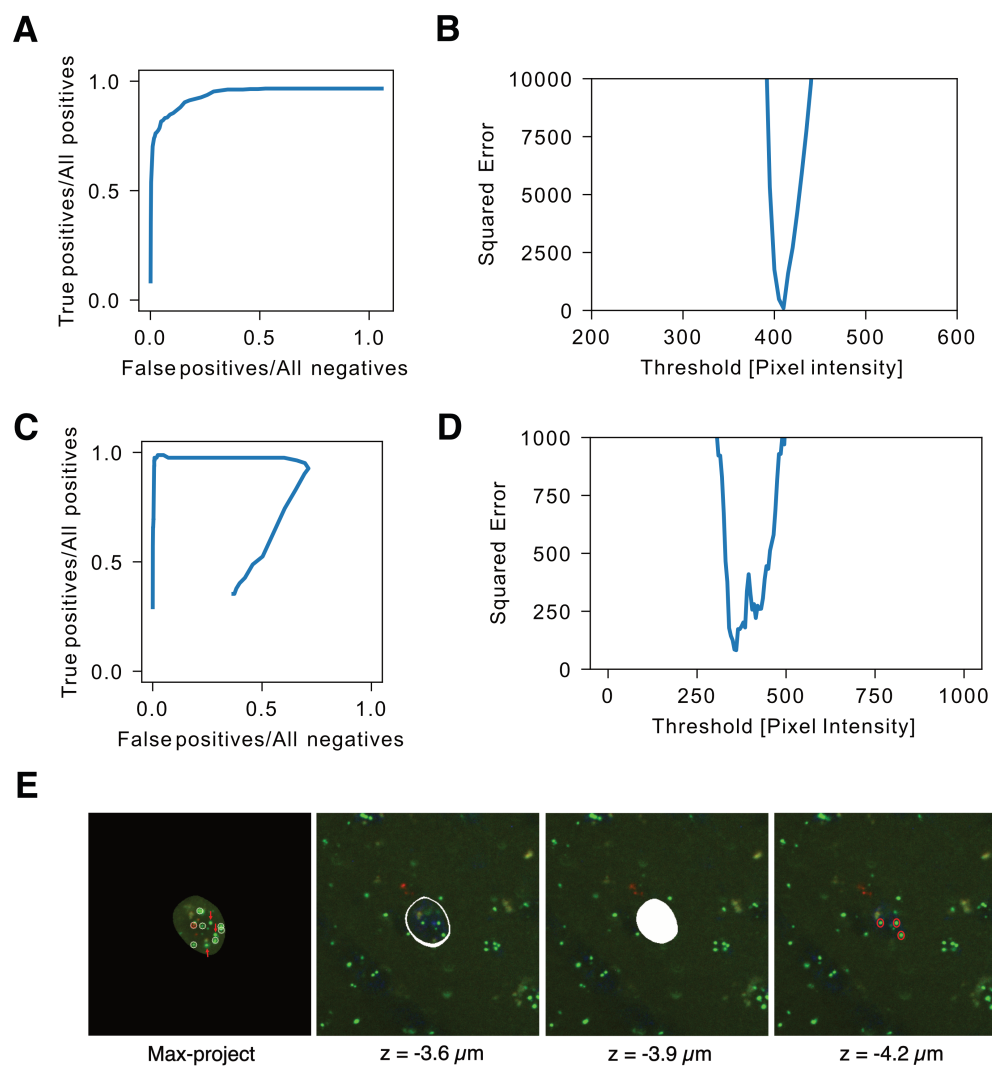 A
True positives/All positives
1.0
0.5
0.0
0.0 0.5 1.0
False positives/All negatives
B
Squared Error
10000
7500
5000
2500
0
200 300 400 500 600
Threshold [Pixel intensity]
C
True positives/All positives
1.0
0.5
0.0
0.0 0.5 1.0
False positives/All negatives
D
Squared Error
1000
750
500
250
0
0 250 500 750 1000
Threshold [Pixel Intensity]
E
Max-project z = -3.6 µm z = -3.9 µm z = -4.2 µm